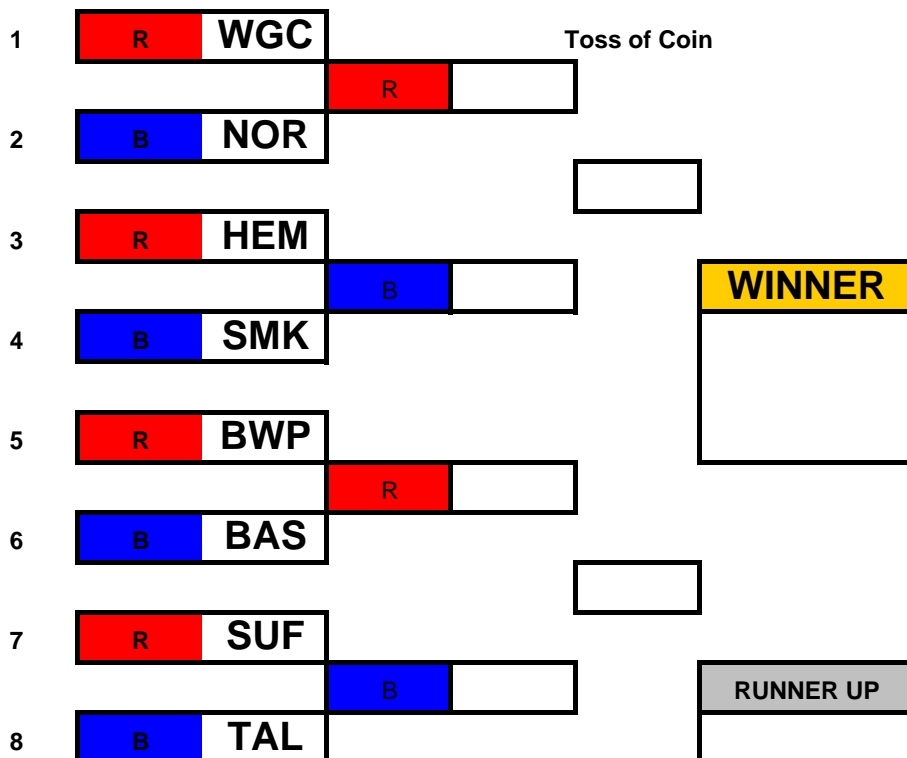 1 R WGC Toss of Coin
R
2 B NOR
3 R HEM
B WINNER
4 B SMK
5 R BWP
R
6 B BAS
7 R SUF
B RUNNER UP
8 B TAL